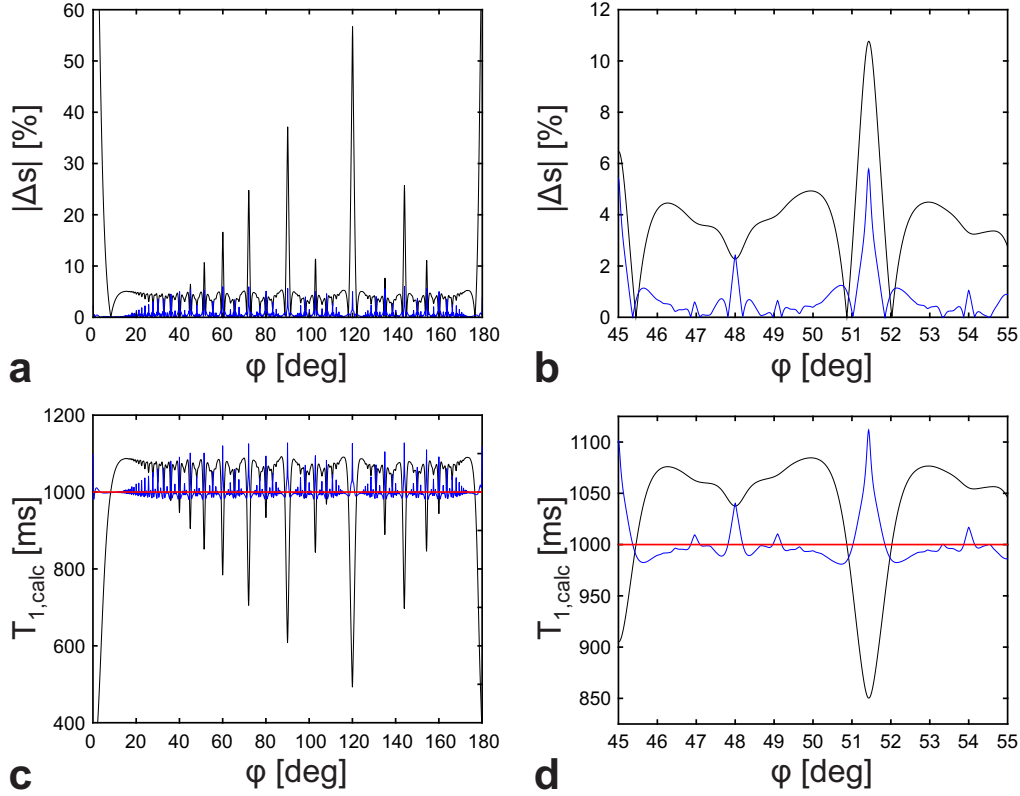 60
50
40
30
20
10
0
|Δs| [%]
0 20 40 60 80 100 120 140 160 180
φ [deg]
a
12
10
8
6
4
2
0
|Δs| [%]
45 46 47 48 49 50 51 52 53 54 55
φ [deg]
b
1200
1000
800
600
400
T1,calc [ms]
0 20 40 60 80 100 120 140 160 180
φ [deg]
c
1100
1050
1000
950
900
850
T1,calc [ms]
45 46 47 48 49 50 51 52 53 54 55
φ [deg]
d